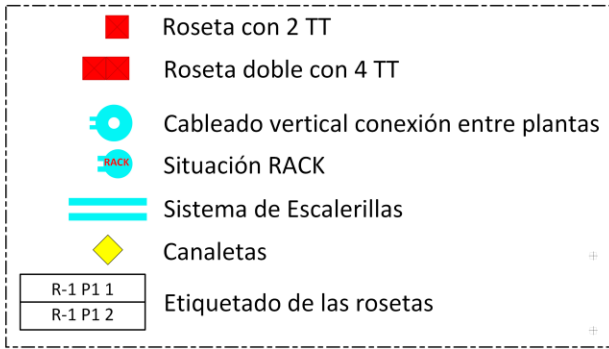 Roseta con 2 TT
Roseta doble con 4 TT
Cableado vertical conexión entre plantas
RACK
Situación RACK
Sistema de Escalerillas
Canaletas
R-1 P1 1
R-1 P1 2
Etiquetado de las rosetas